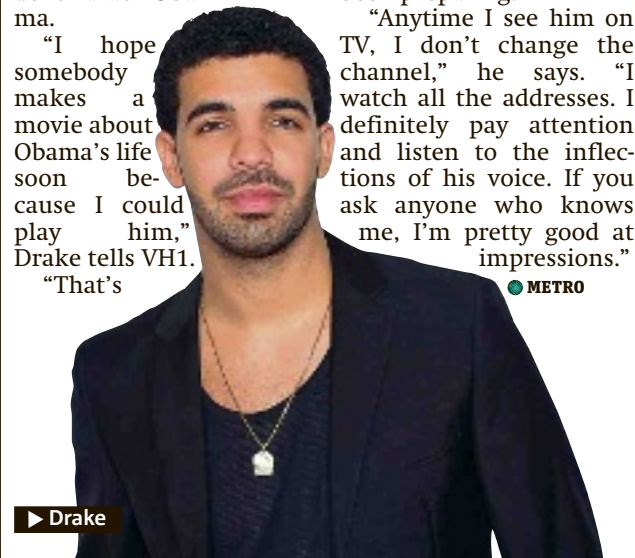 ma.
“I hope
somebody
makes a
movie about
Obama’s life
soon be-
cause I could
play him,”
Drake tells VH1.
“That’s
“Anytime I see him on
TV, I don’t change the
channel,” he says. “I
watch all the addresses. I
definitely pay attention
and listen to the inflec-
tions of his voice. If you
ask anyone who knows
me, I’m pretty good at
impressions.”
METRO
Drake